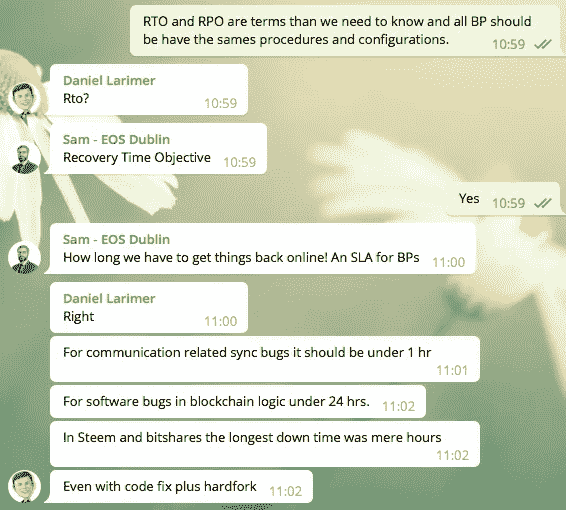 RTO and RPO are terms than we need to know and all BP should
be have the sames procedures and configurations.
10:59
Daniel Larimer
Rto?
10:59
Sam - EOS Dublin
Recovery Time Objective
10:59
Yes
10:59
Sam - EOS Dublin
How long we have to get things back online! An SLA for BPs
11:00
Daniel Larimer
Right
11:00
For communication related sync bugs it should be under 1 hr
11:01
For software bugs in blockchain logic under 24 hrs.
11:02
In Steem and bitshares the longest down time was mere hours
11:02
Even with code fix plus hardfork
11:02